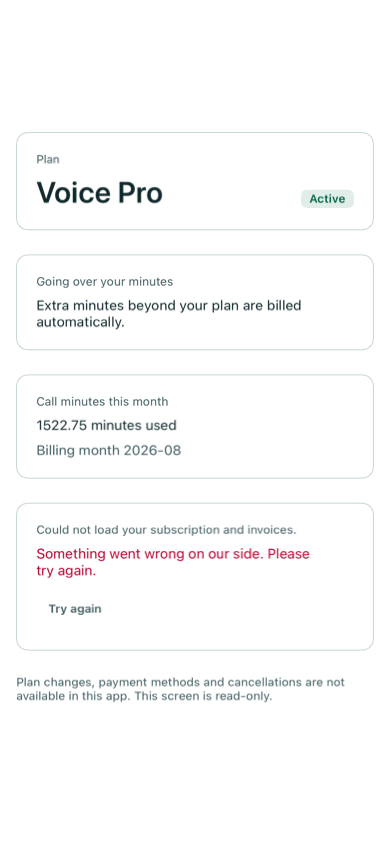 Plan
Voice Pro
Active
Going over your minutes
Extra minutes beyond your plan are billed
automatically.
Call minutes this month
1522.75 minutes used
Billing month 2026-08
Could not load your subscription and invoices.
Something went wrong on our side. Please
try again.
Try again
Plan changes, payment methods and cancellations are not
available in this app. This screen is read-only.